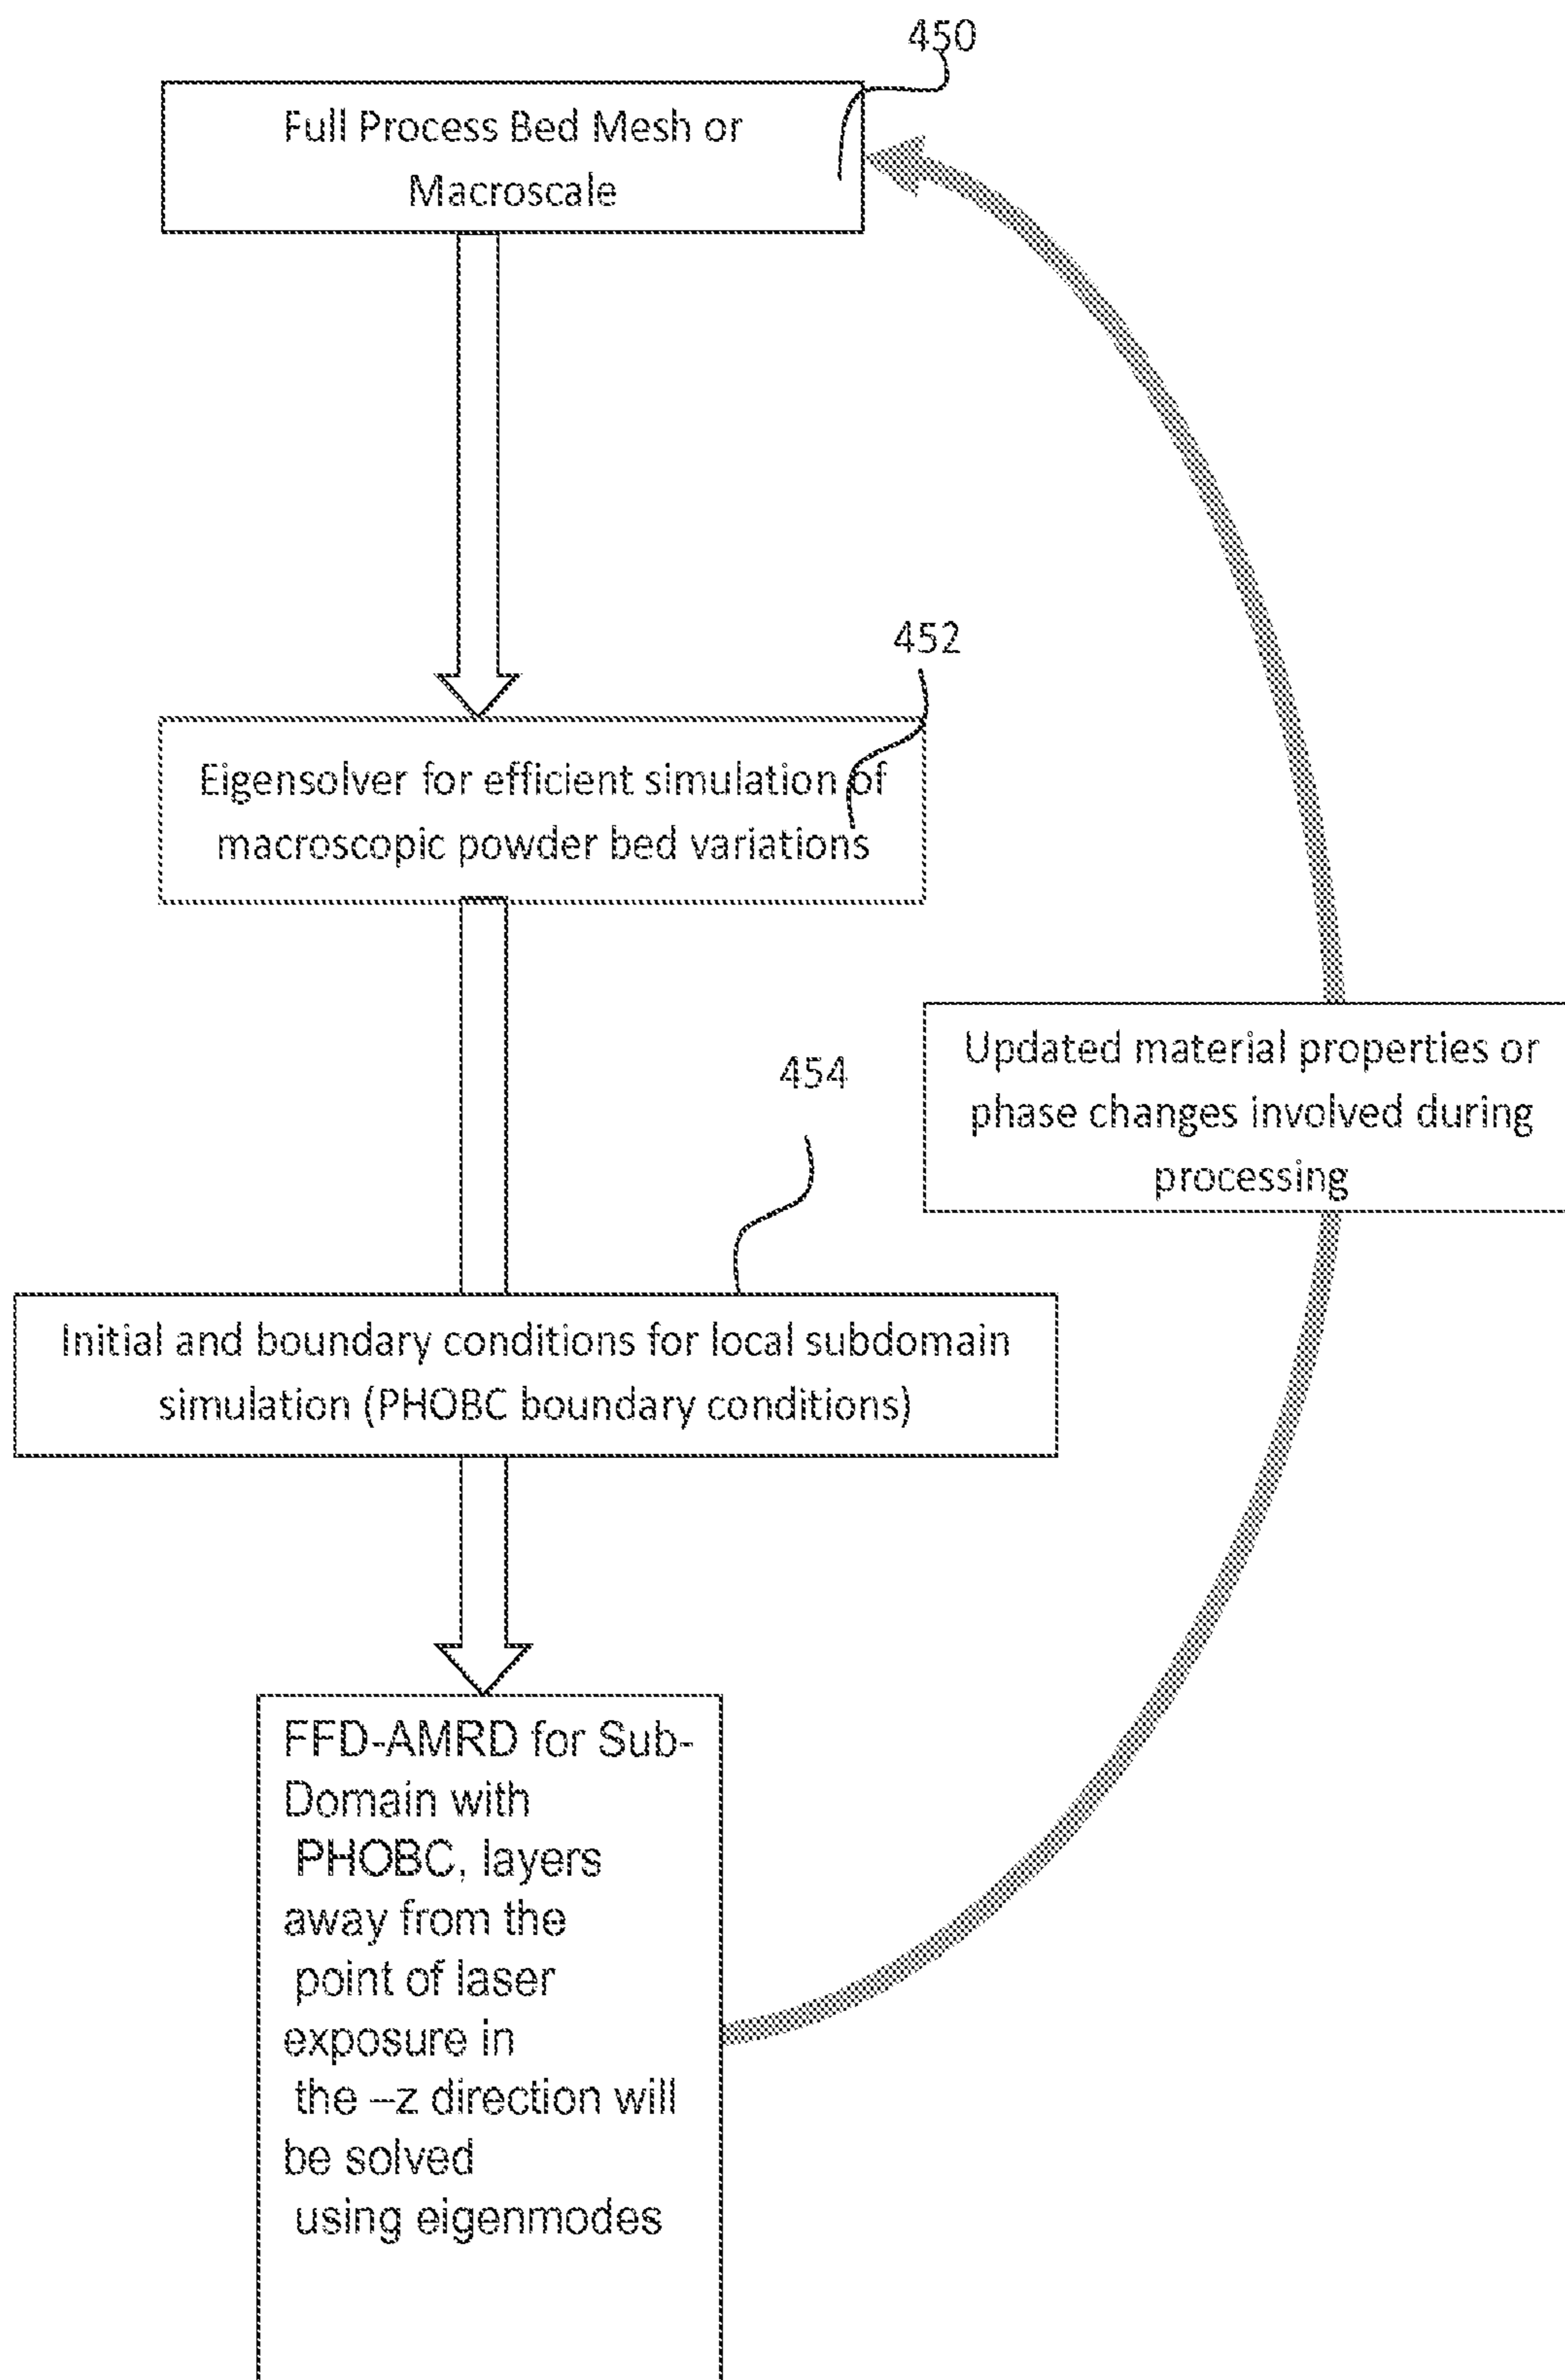 450
Full Process Bed Mesh or
Macroscale
452
Eigensolver for efficient simulation of
macroscopic powder bed variations
454
Updated material properties or
phase changes involved during
processing
Initial and boundary conditions for local subdomain
simulation (PHOBC boundary conditions)
FFD-AMRD for Sub-
Domain with
PHOBC, layers
away from the
point of laser
exposure in
the –z direction will
be solved
using eigenmodes